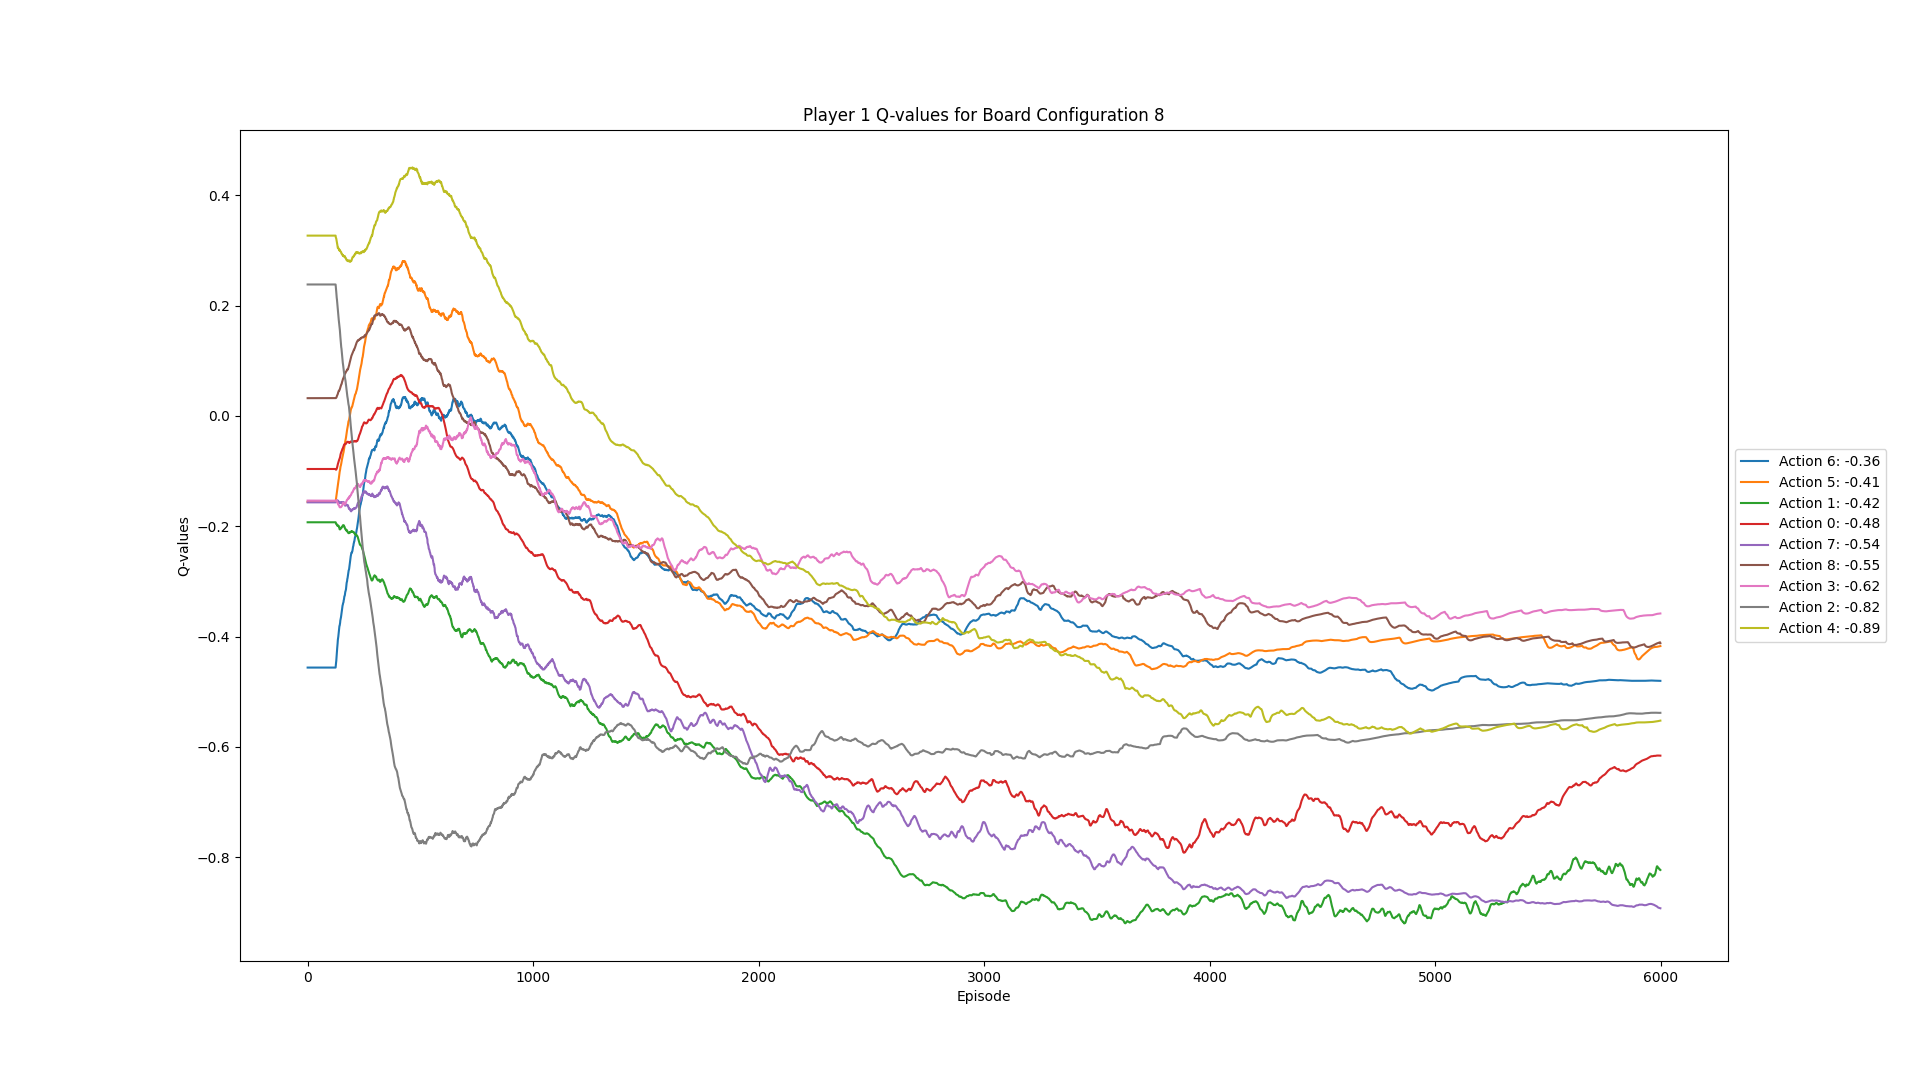 Player 1 Q-values for Board Configuration 8
Q-values
0.4
0.2
0.0
−0.2
−0.4
−0.6
−0.8
0
1000
2000
3000
4000
5000
6000
Episode
Action 6: -0.36
Action 5: -0.41
Action 1: -0.42
Action 0: -0.48
Action 7: -0.54
Action 8: -0.55
Action 3: -0.62
Action 2: -0.82
Action 4: -0.89